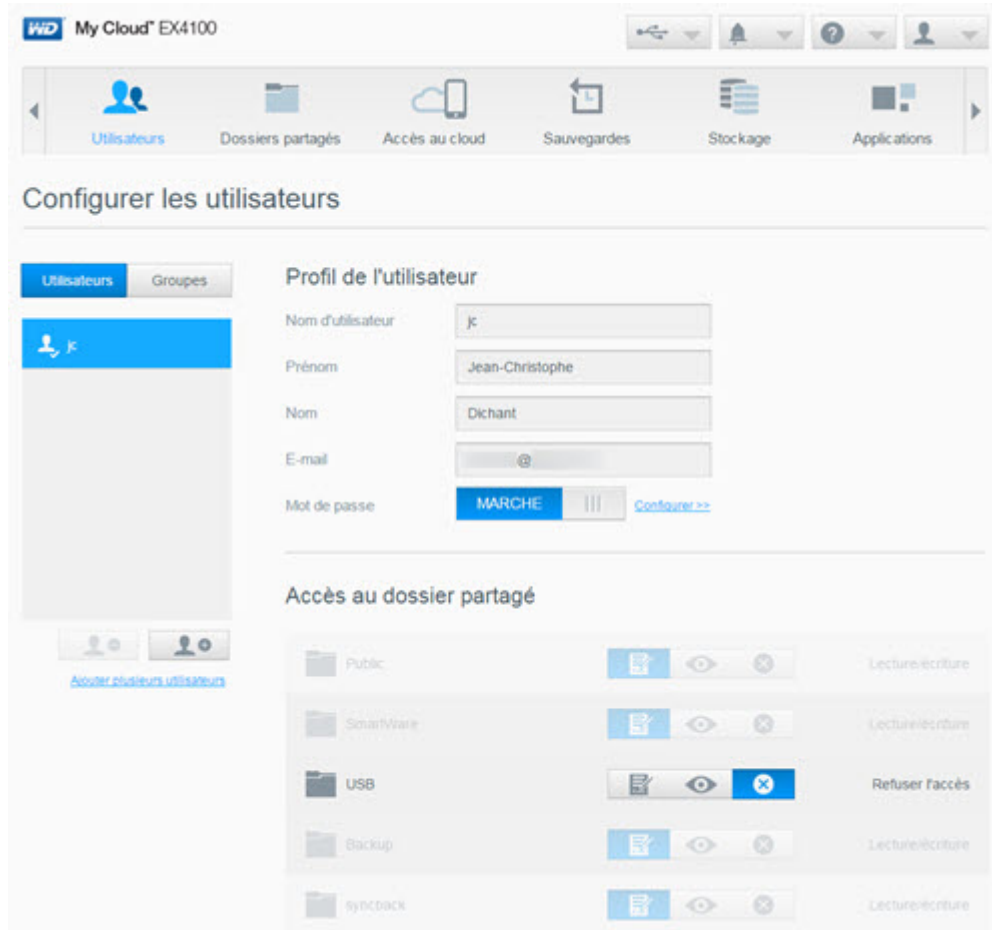 WD My Cloud™ EX4100
Utilisateurs Dossiers partagés Accès au cloud Sauvegardes Stockage Applications
Configurer les utilisateurs
Utilisateurs Groupes
jc
Ajouter plusieurs utilisateurs
Profil de l'utilisateur
Nom d'utilisateur jc
Prénom Jean-Christophe
Nom Dichant
E-mail @
Mot de passe MARCHE Configurer >>
Accès au dossier partagé
Public Lecture/écriture
SmartWare Lecture/écriture
USB Refuser l'accès
Backup Lecture/écriture
syncback Lecture/écriture